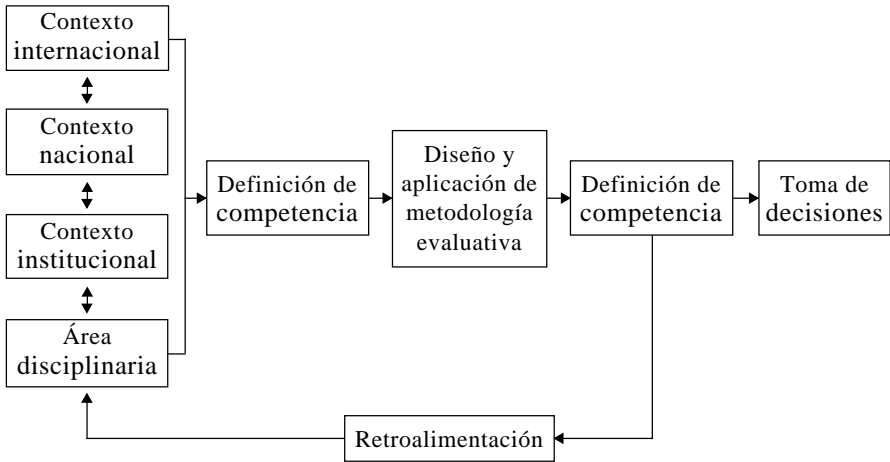 Contexto
internacional
Contexto
nacional
Contexto
institucional
Área
disciplinaria
Definición de
competencia
Diseño y
aplicación de
metodología
evaluativa
Definición de
competencia
Toma de
decisiones
Retroalimentación